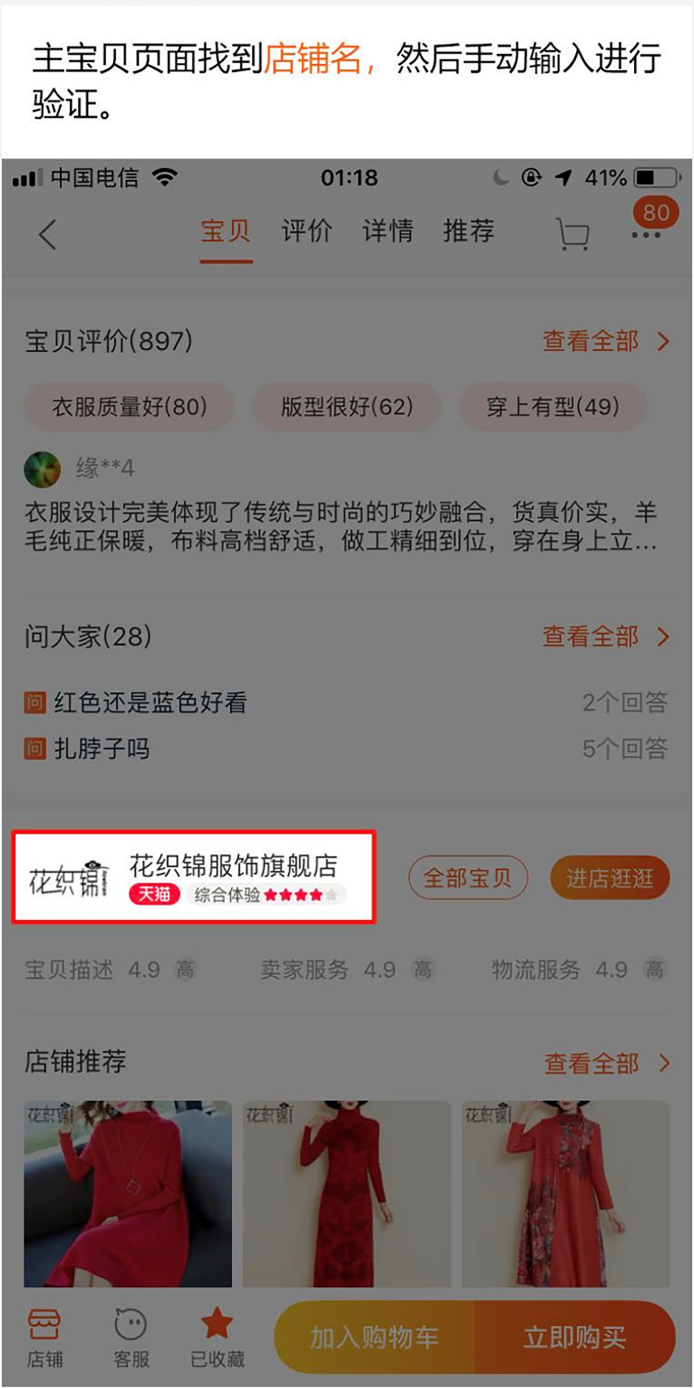 主宝贝页面找到店铺名，然后手动输入进行
验证。
中国电信 01:18 41%
宝贝 评价 详情 推荐 80
宝贝评价(897) 查看全部
衣服质量好(80) 版型很好(62) 穿上有型(49)
缘**4
衣服设计完美体现了传统与时尚的巧妙融合，货真价实，羊
毛纯正保暖，布料高档舒适，做工精细到位，穿在身上立...
问大家(28) 查看全部
问 红色还是蓝色好看 2个回答
问 扎脖子吗 5个回答
花织锦 花织锦服饰旗舰店 全部宝贝 进店逛逛
天猫 综合体验
宝贝描述 4.9 高 卖家服务 4.9 高 物流服务 4.9 高
店铺推荐 查看全部
花织锦 花织锦 花织锦
店铺 客服 已收藏 加入购物车 立即购买